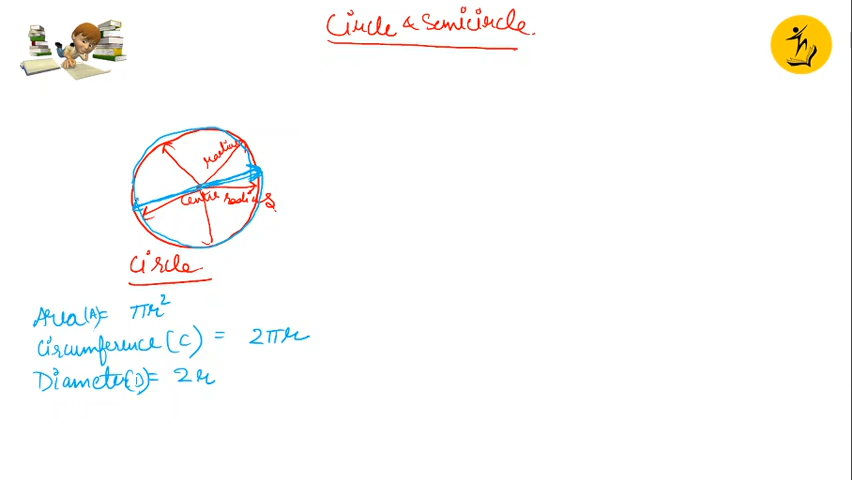 Circle & Semicircle.
radius
centre radius
Circle.
Area(A)= πr²
Circumference(C) = 2πr
Diameter(D)= 2r